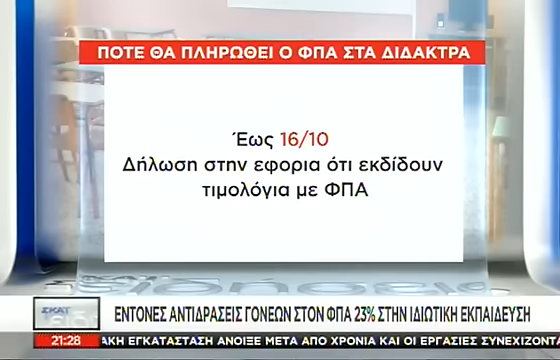 ΠΟΤΕ ΘΑ ΠΛΗΡΩΘΕΙ Ο ΦΠΑ ΣΤΑ ΔΙΔΑΚΤΡΑ
Έως 16/10
Δήλωση στην εφορια ότι εκδίδουν
τιμολόγια με ΦΠΑ
ειδήσεις
ΣΚΑΪ
ΕΝΤΟΝΕΣ ΑΝΤΙΔΡΑΣΕΙΣ ΓΟΝΕΩΝ ΣΤΟΝ ΦΠΑ 23% ΣΤΗΝ ΙΔΙΩΤΙΚΗ ΕΚΠΑΙΔΕΥΣΗ
21:28 ΑΚΗ ΕΓΚΑΤΑΣΤΑΣΗ ΑΝΟΙΞΕ ΜΕΤΑ ΑΠΟ ΧΡΟΝΙΑ ΚΑΙ ΟΙ ΕΡΓΑΣΙΕΣ ΣΥΝΕΧΙΖΟΝΤ